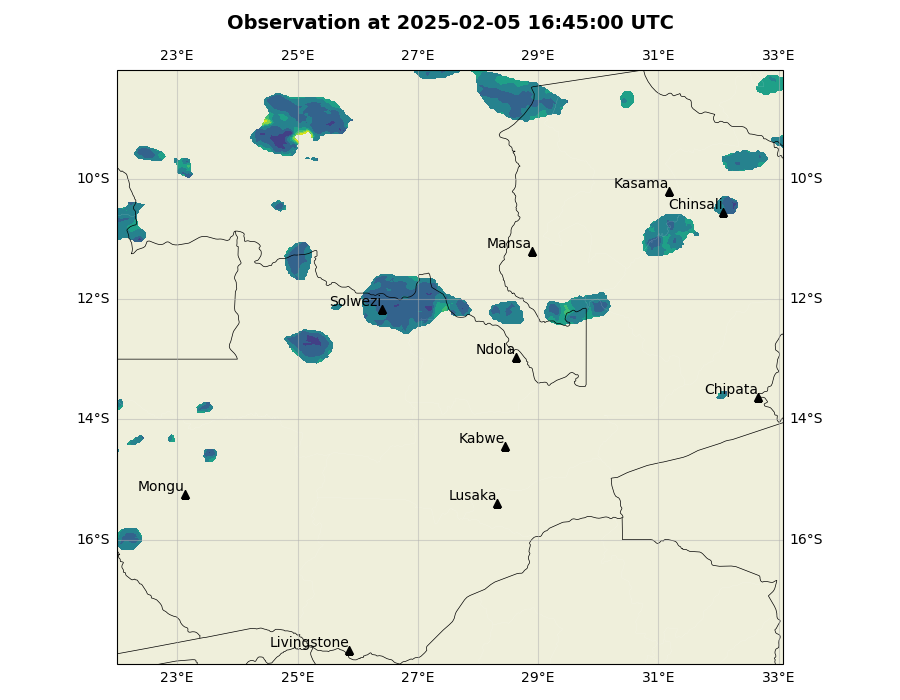 Observation at 2025-02-05 16:45:00 UTC
23°E 25°E 27°E 29°E 31°E 33°E
10°S 10°S
Kasama
Chinsali
Mansa
12°S 12°S
Solwezi
Ndola
Chipata
14°S 14°S
Kabwe
Mongu
Lusaka
16°S 16°S
Livingstone
23°E 25°E 27°E 29°E 31°E 33°E